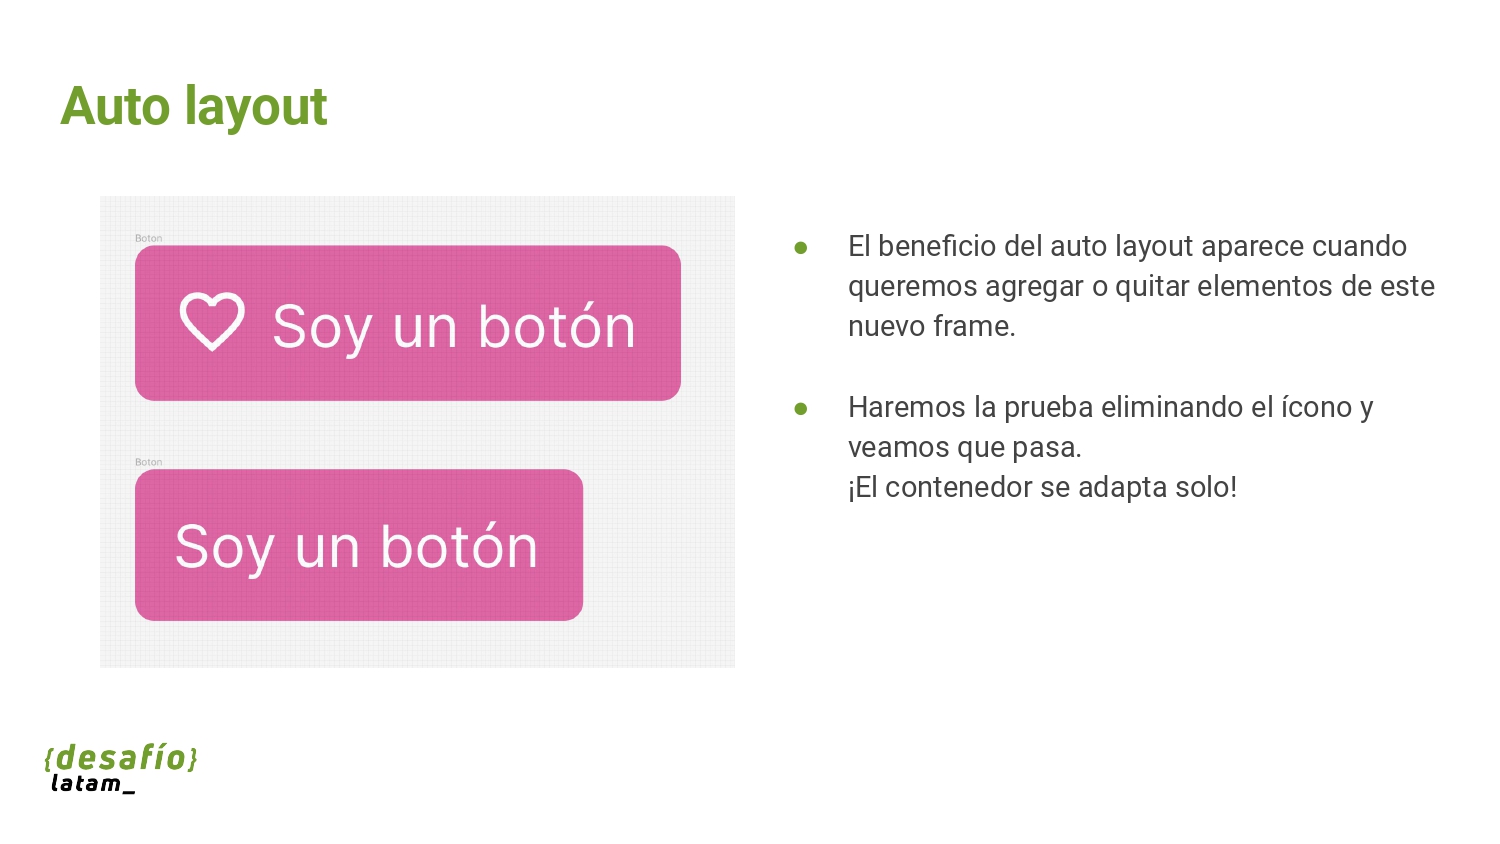 Auto layout
Boton
Soy un botón
Boton
Soy un botón
● El beneficio del auto layout aparece cuando
queremos agregar o quitar elementos de este
nuevo frame.
● Haremos la prueba eliminando el ícono y
veamos que pasa.
¡El contenedor se adapta solo!
{desafío}
latam_